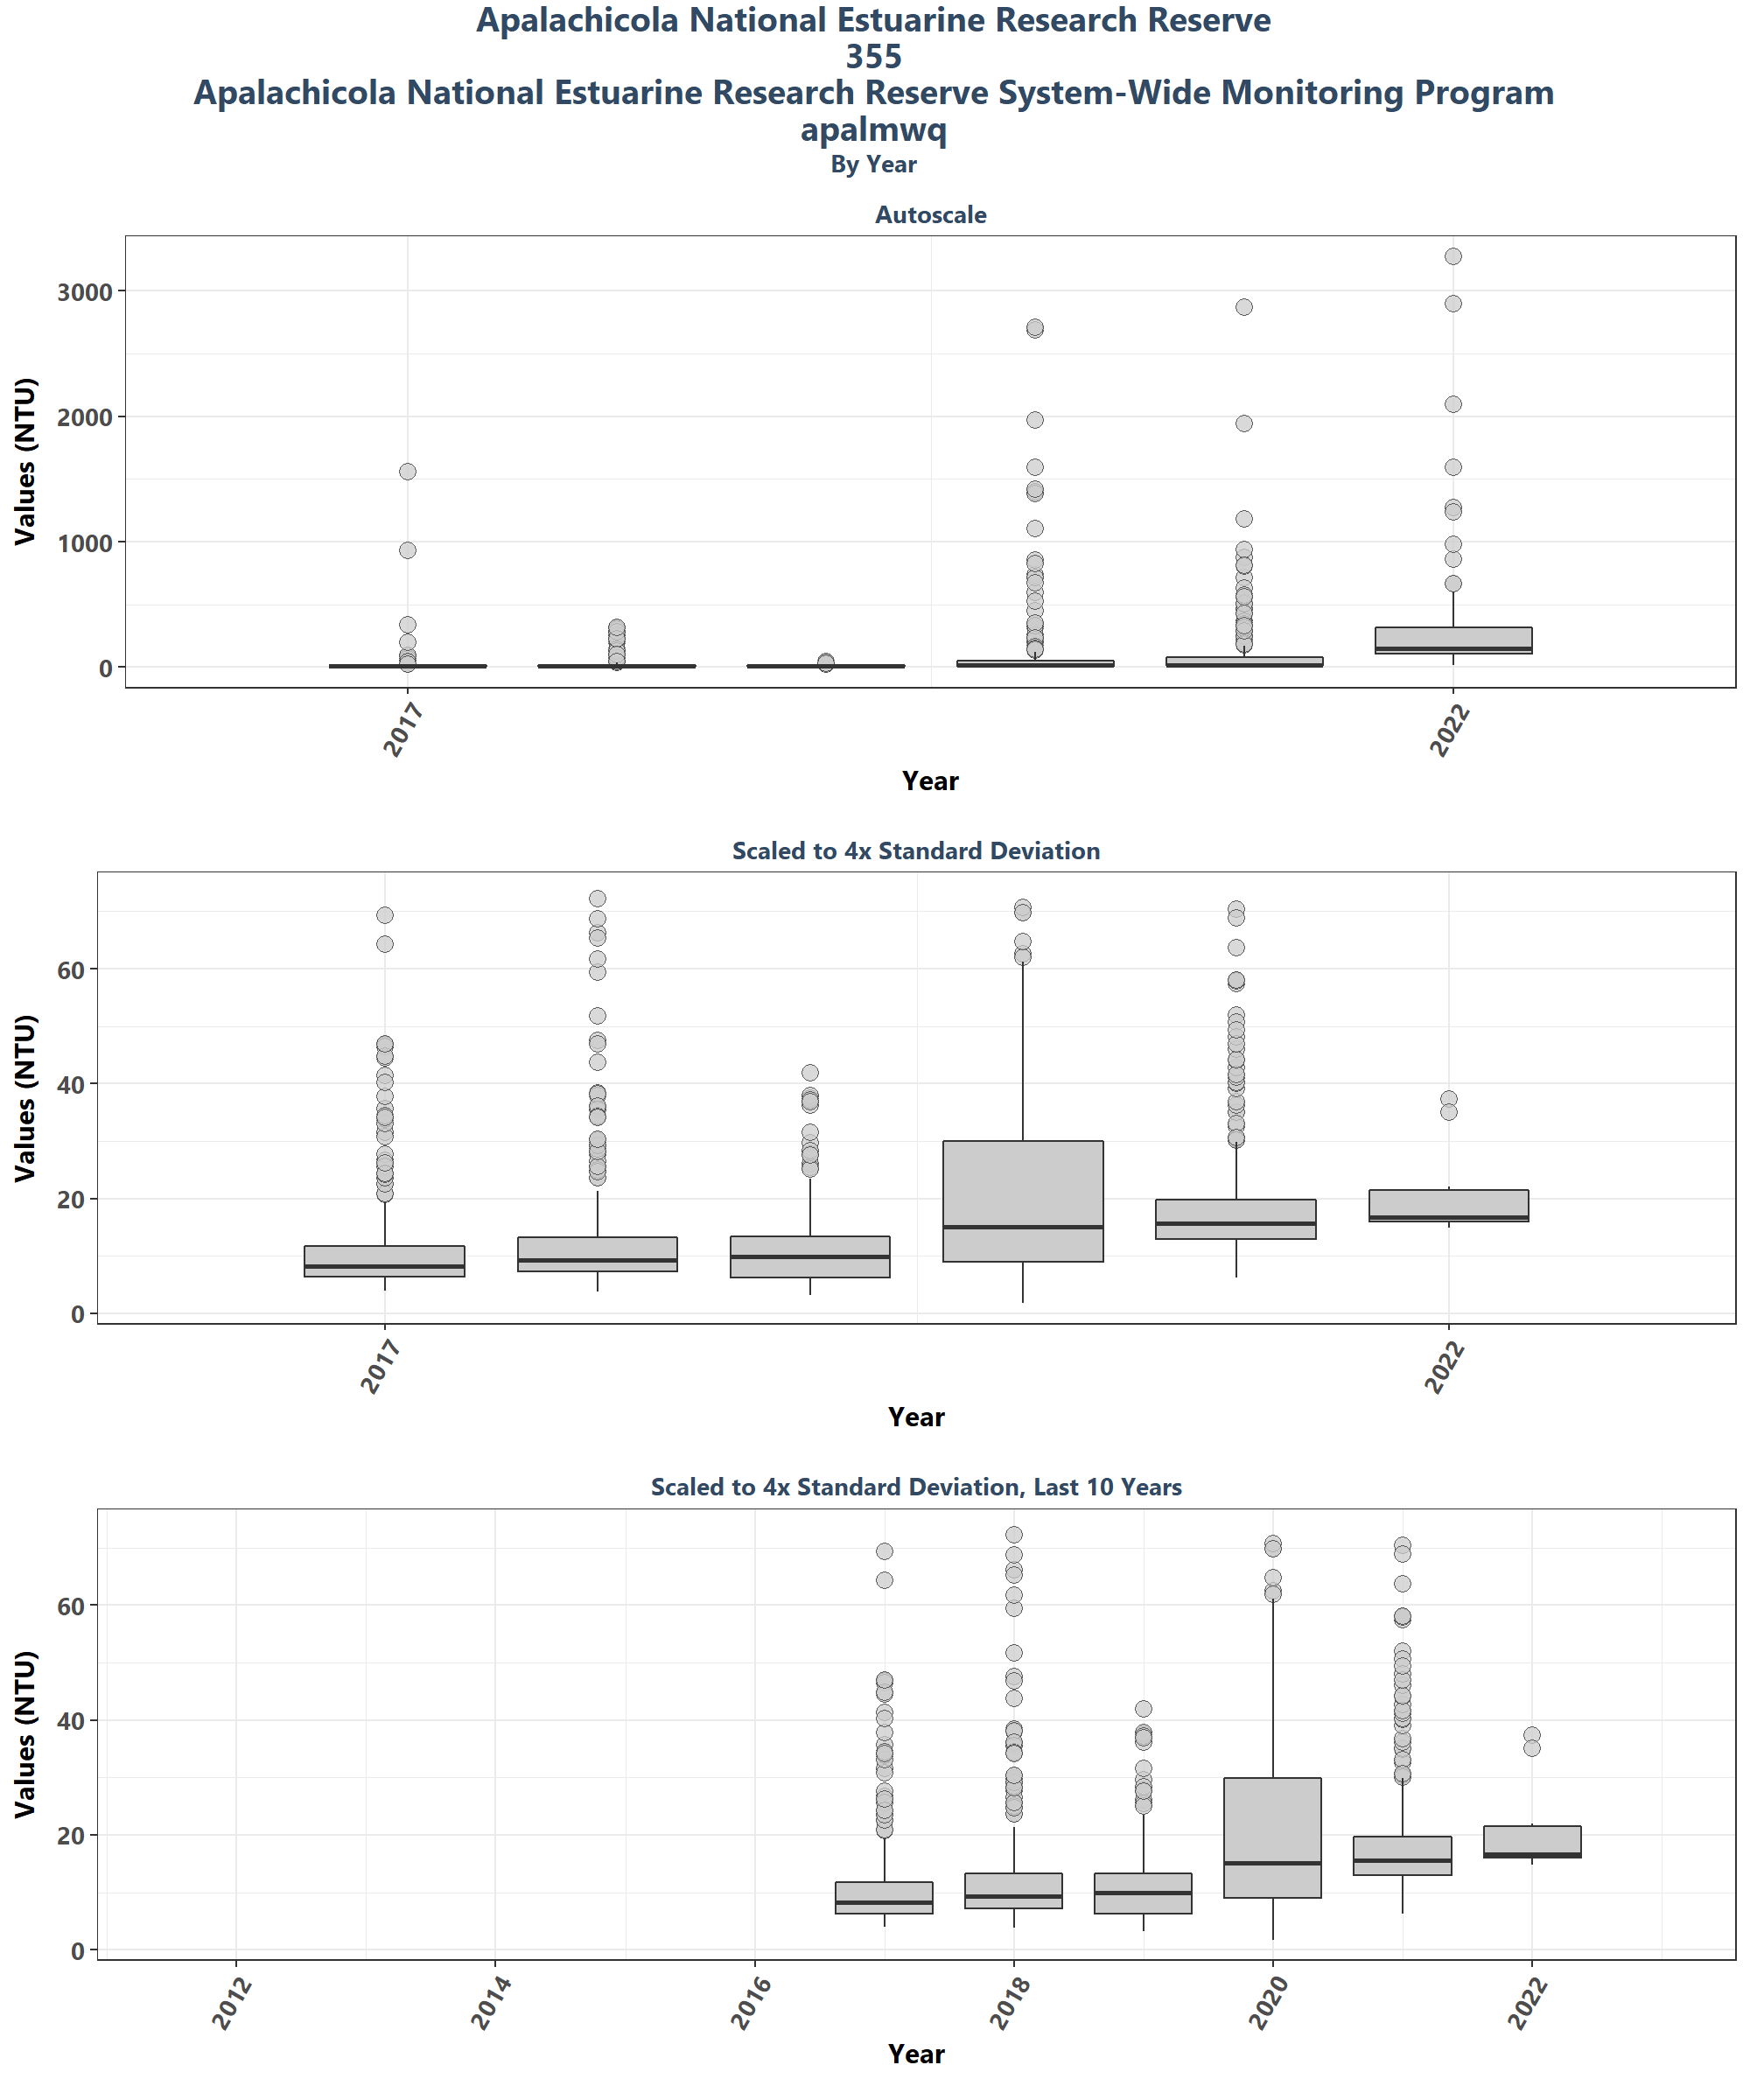 Apalachicola National Estuarine Research Reserve
355
Apalachicola National Estuarine Research Reserve System-Wide Monitoring Program
apalmwq
By Year
Autoscale
Values (NTU)
3000
2000
1000
0
2017
2022
Year
Scaled to 4x Standard Deviation
Values (NTU)
60
40
20
0
2017
2022
Year
Scaled to 4x Standard Deviation, Last 10 Years
Values (NTU)
60
40
20
0
2012
2014
2016
2018
2020
2022
Year